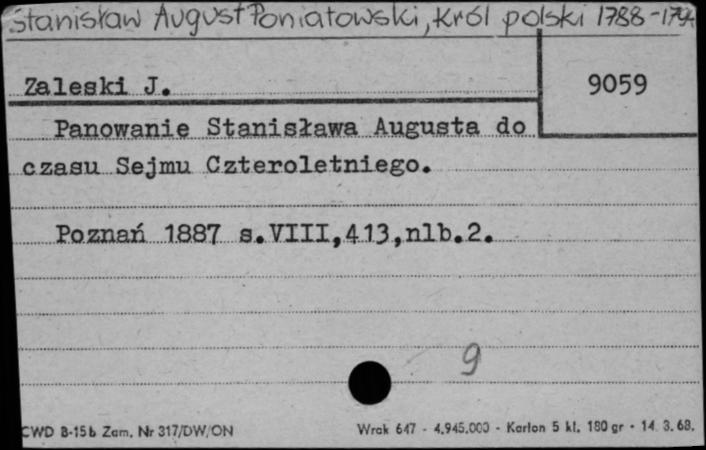 Stanisław August Poniatowski, Król polski 1788-179
Zaleski J.
9059
Panowanie Stanisława Augusta do
czasu Sejmu Czteroletniego.
Poznań 1887 s.VIII,413,nlb.2.
9
CWD B-15b Zam. Nr 317/DW/ON
Wrak 647 - 4.945.000 - Karton 5 kl. 180 gr - 14. 3. 68.